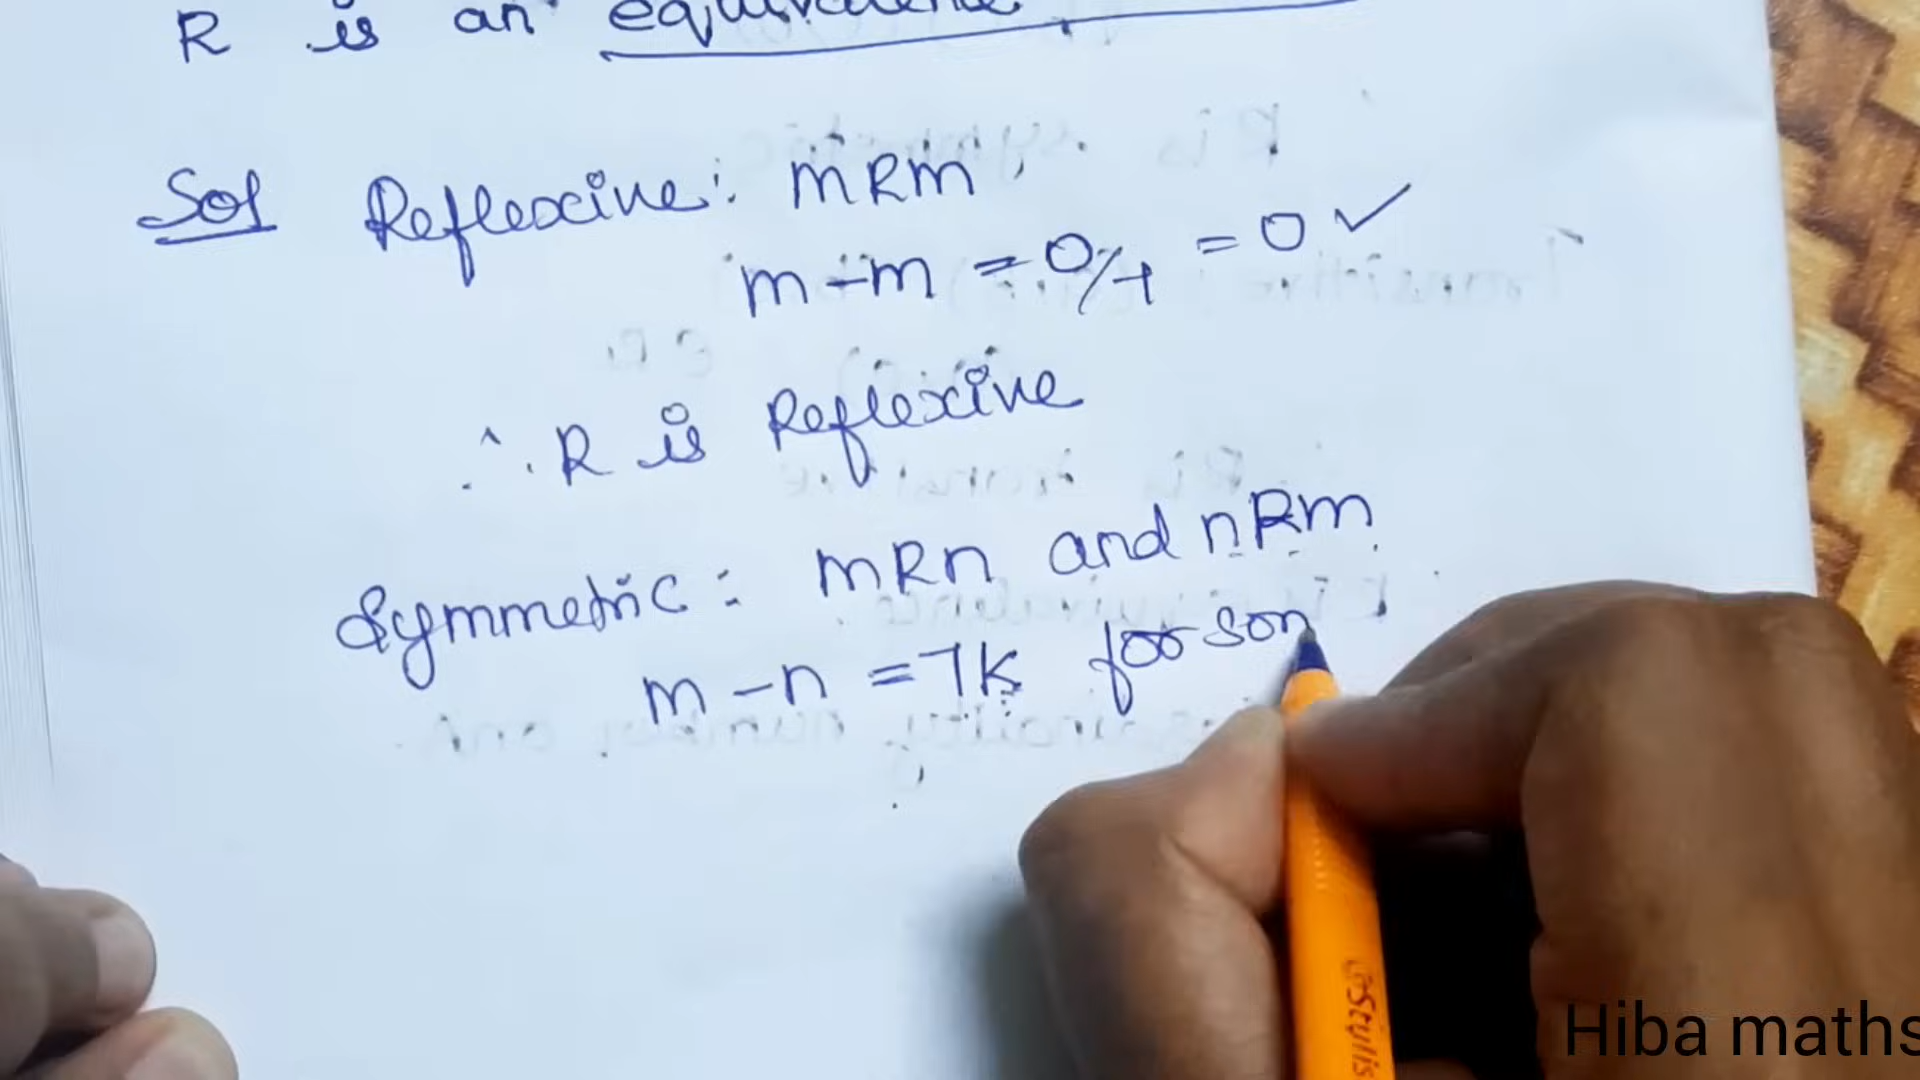 R is an equivalence
Sol Reflexive: mRm
m-m = 0/7 = 0 ✓
∴ R is Reflexive
Symmetric: mRn and nRm
m-n = 7k for som
Hiba maths